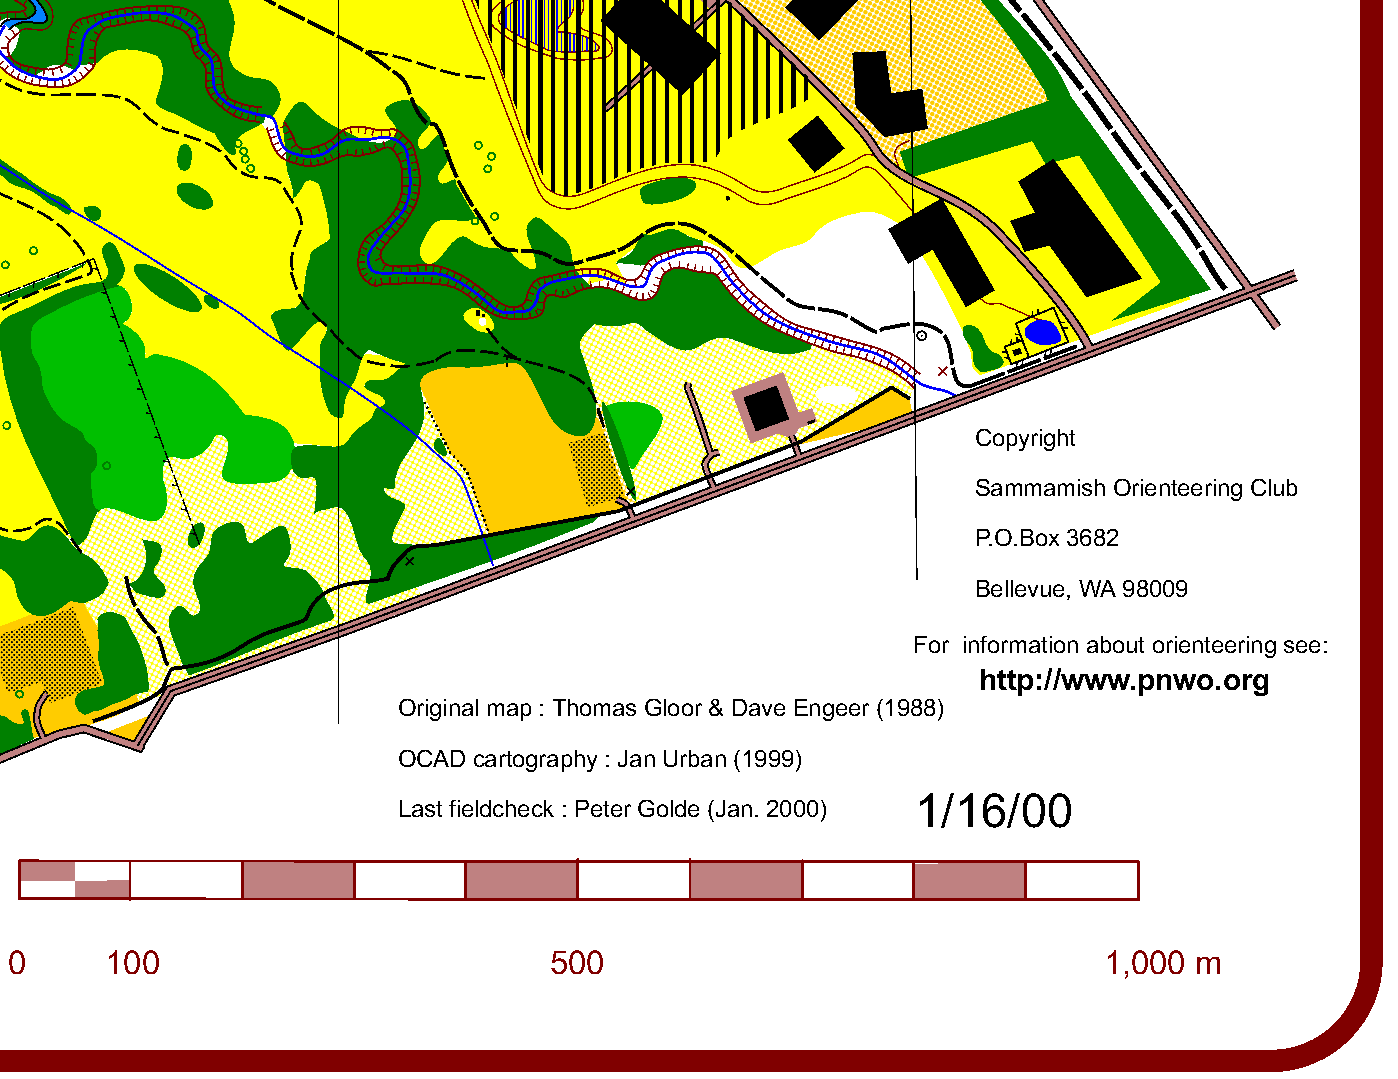 Copyright
Sammamish Orienteering Club
P.O.Box 3682
Bellevue, WA 98009
For information about orienteering see:
http://www.pnwo.org
Original map : Thomas Gloor & Dave Engeer (1988)
OCAD cartography : Jan Urban (1999)
Last fieldcheck : Peter Golde (Jan. 2000)
1/16/00
0 100 500 1,000 m